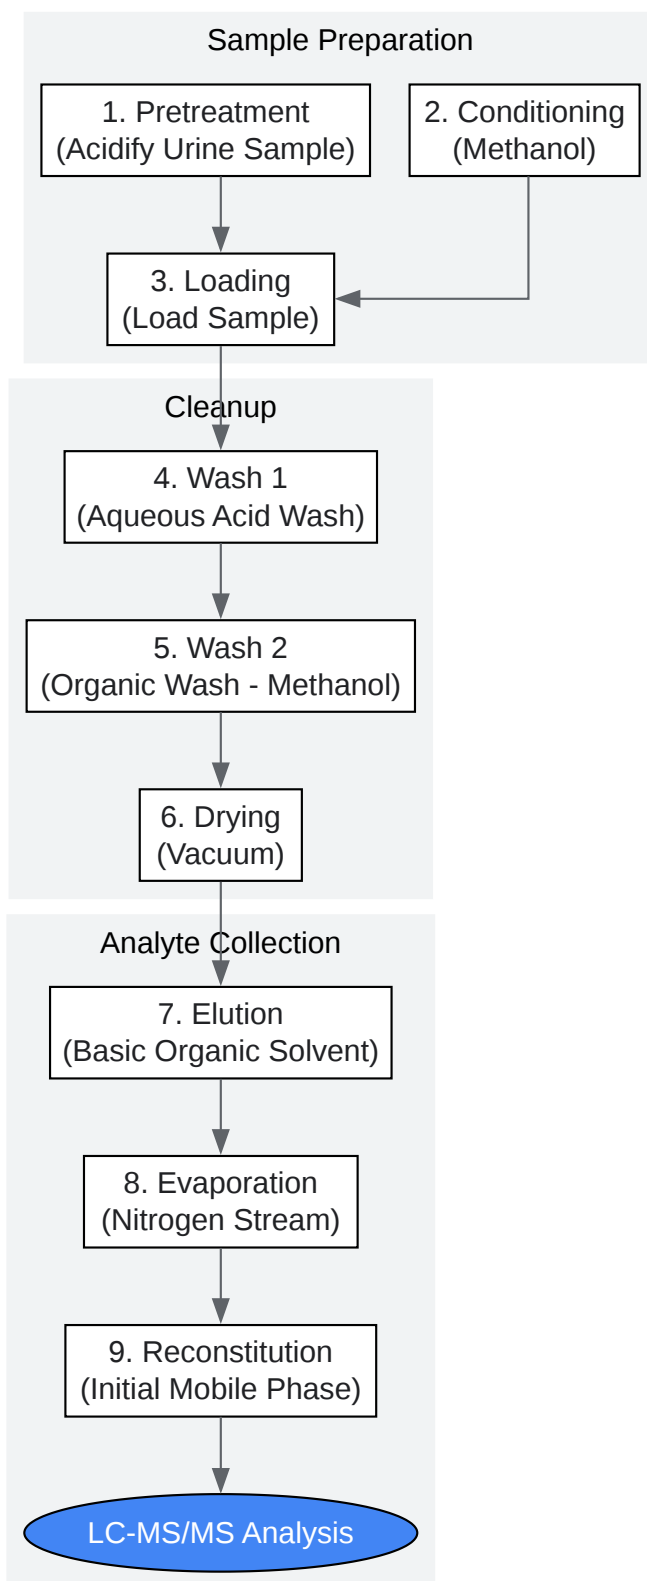 Sample Preparation
1. Pretreatment
(Acidify Urine Sample)
2. Conditioning
(Methanol)
3. Loading
(Load Sample)
Cleanup
4. Wash 1
(Aqueous Acid Wash)
5. Wash 2
(Organic Wash - Methanol)
6. Drying
(Vacuum)
Analyte Collection
7. Elution
(Basic Organic Solvent)
8. Evaporation
(Nitrogen Stream)
9. Reconstitution
(Initial Mobile Phase)
LC-MS/MS Analysis